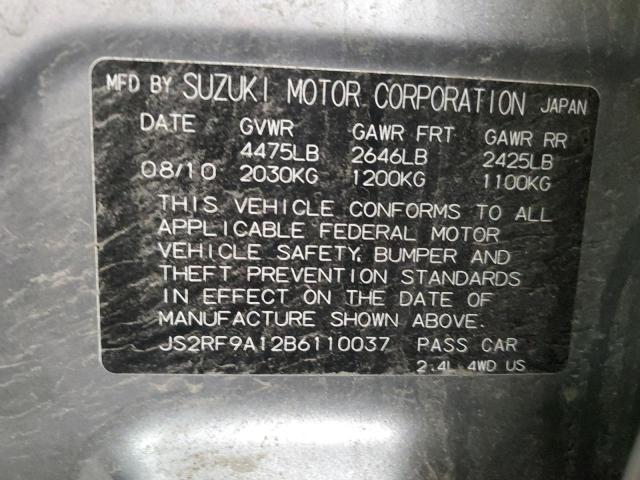 MFD BY SUZUKI MOTOR CORPORATION JAPAN
DATE GVWR GAWR FRT GAWR RR
4475LB 2646LB 2425LB
08/10 2030KG 1200KG 1100KG
THIS VEHICLE CONFORMS TO ALL
APPLICABLE FEDERAL MOTOR
VEHICLE SAFETY, BUMPER AND
THEFT PREVENTION STANDARDS
IN EFFECT ON THE DATE OF
MANUFACTURE SHOWN ABOVE.
JS2RF9A12B6110037 PASS CAR
2.4L 4WD US